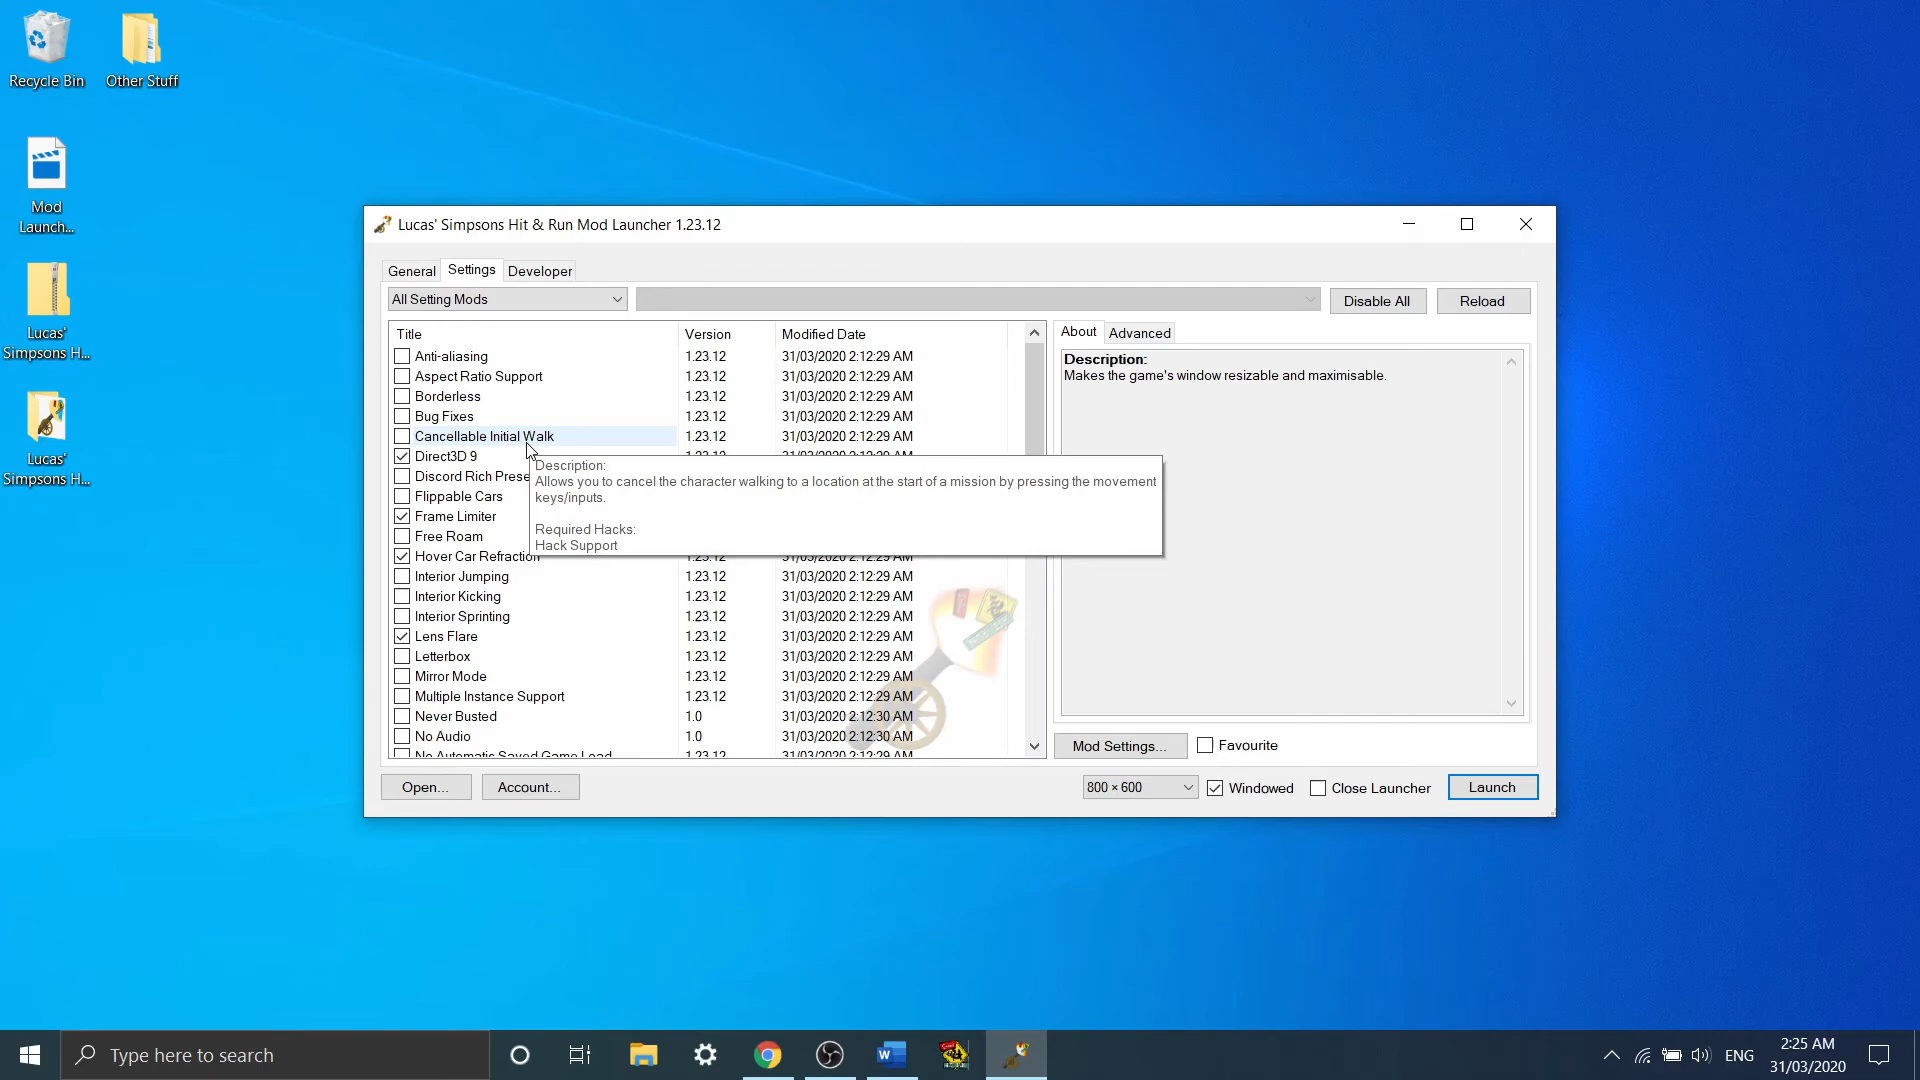 Recycle Bin
Other Stuff
Mod
Launch...
Lucas'
Simpsons H...
Lucas'
Simpsons H...
Lucas' Simpsons Hit & Run Mod Launcher 1.23.12
General Settings Developer
All Setting Mods
Disable All Reload
Title Version Modified Date
Anti-aliasing 1.23.12 31/03/2020 2:12:29 AM
Aspect Ratio Support 1.23.12 31/03/2020 2:12:29 AM
Borderless 1.23.12 31/03/2020 2:12:29 AM
Bug Fixes 1.23.12 31/03/2020 2:12:29 AM
Cancellable Initial Walk 1.23.12 31/03/2020 2:12:29 AM
Direct3D 9 1.23.12 31/03/2020 2:12:29 AM
Discord Rich Prese
Flippable Cars
Frame Limiter
Free Roam
Hover Car Refraction 1.23.12 31/03/2020 2:12:29 AM
Interior Jumping 1.23.12 31/03/2020 2:12:29 AM
Interior Kicking 1.23.12 31/03/2020 2:12:29 AM
Interior Sprinting 1.23.12 31/03/2020 2:12:29 AM
Lens Flare 1.23.12 31/03/2020 2:12:29 AM
Letterbox 1.23.12 31/03/2020 2:12:29 AM
Mirror Mode 1.23.12 31/03/2020 2:12:29 AM
Multiple Instance Support 1.23.12 31/03/2020 2:12:29 AM
Never Busted 1.0 31/03/2020 2:12:30 AM
No Audio 1.0 31/03/2020 2:12:30 AM
No Automatic Saved Game Load 1.23.12 31/03/2020 2:12:29 AM
Description:
Allows you to cancel the character walking to a location at the start of a mission by pressing the movement
keys/inputs.
Required Hacks:
Hack Support
About Advanced
Description:
Makes the game's window resizable and maximisable.
Mod Settings... Favourite
Open... Account...
800 × 600 Windowed Close Launcher Launch
Type here to search
ENG
2:25 AM
31/03/2020